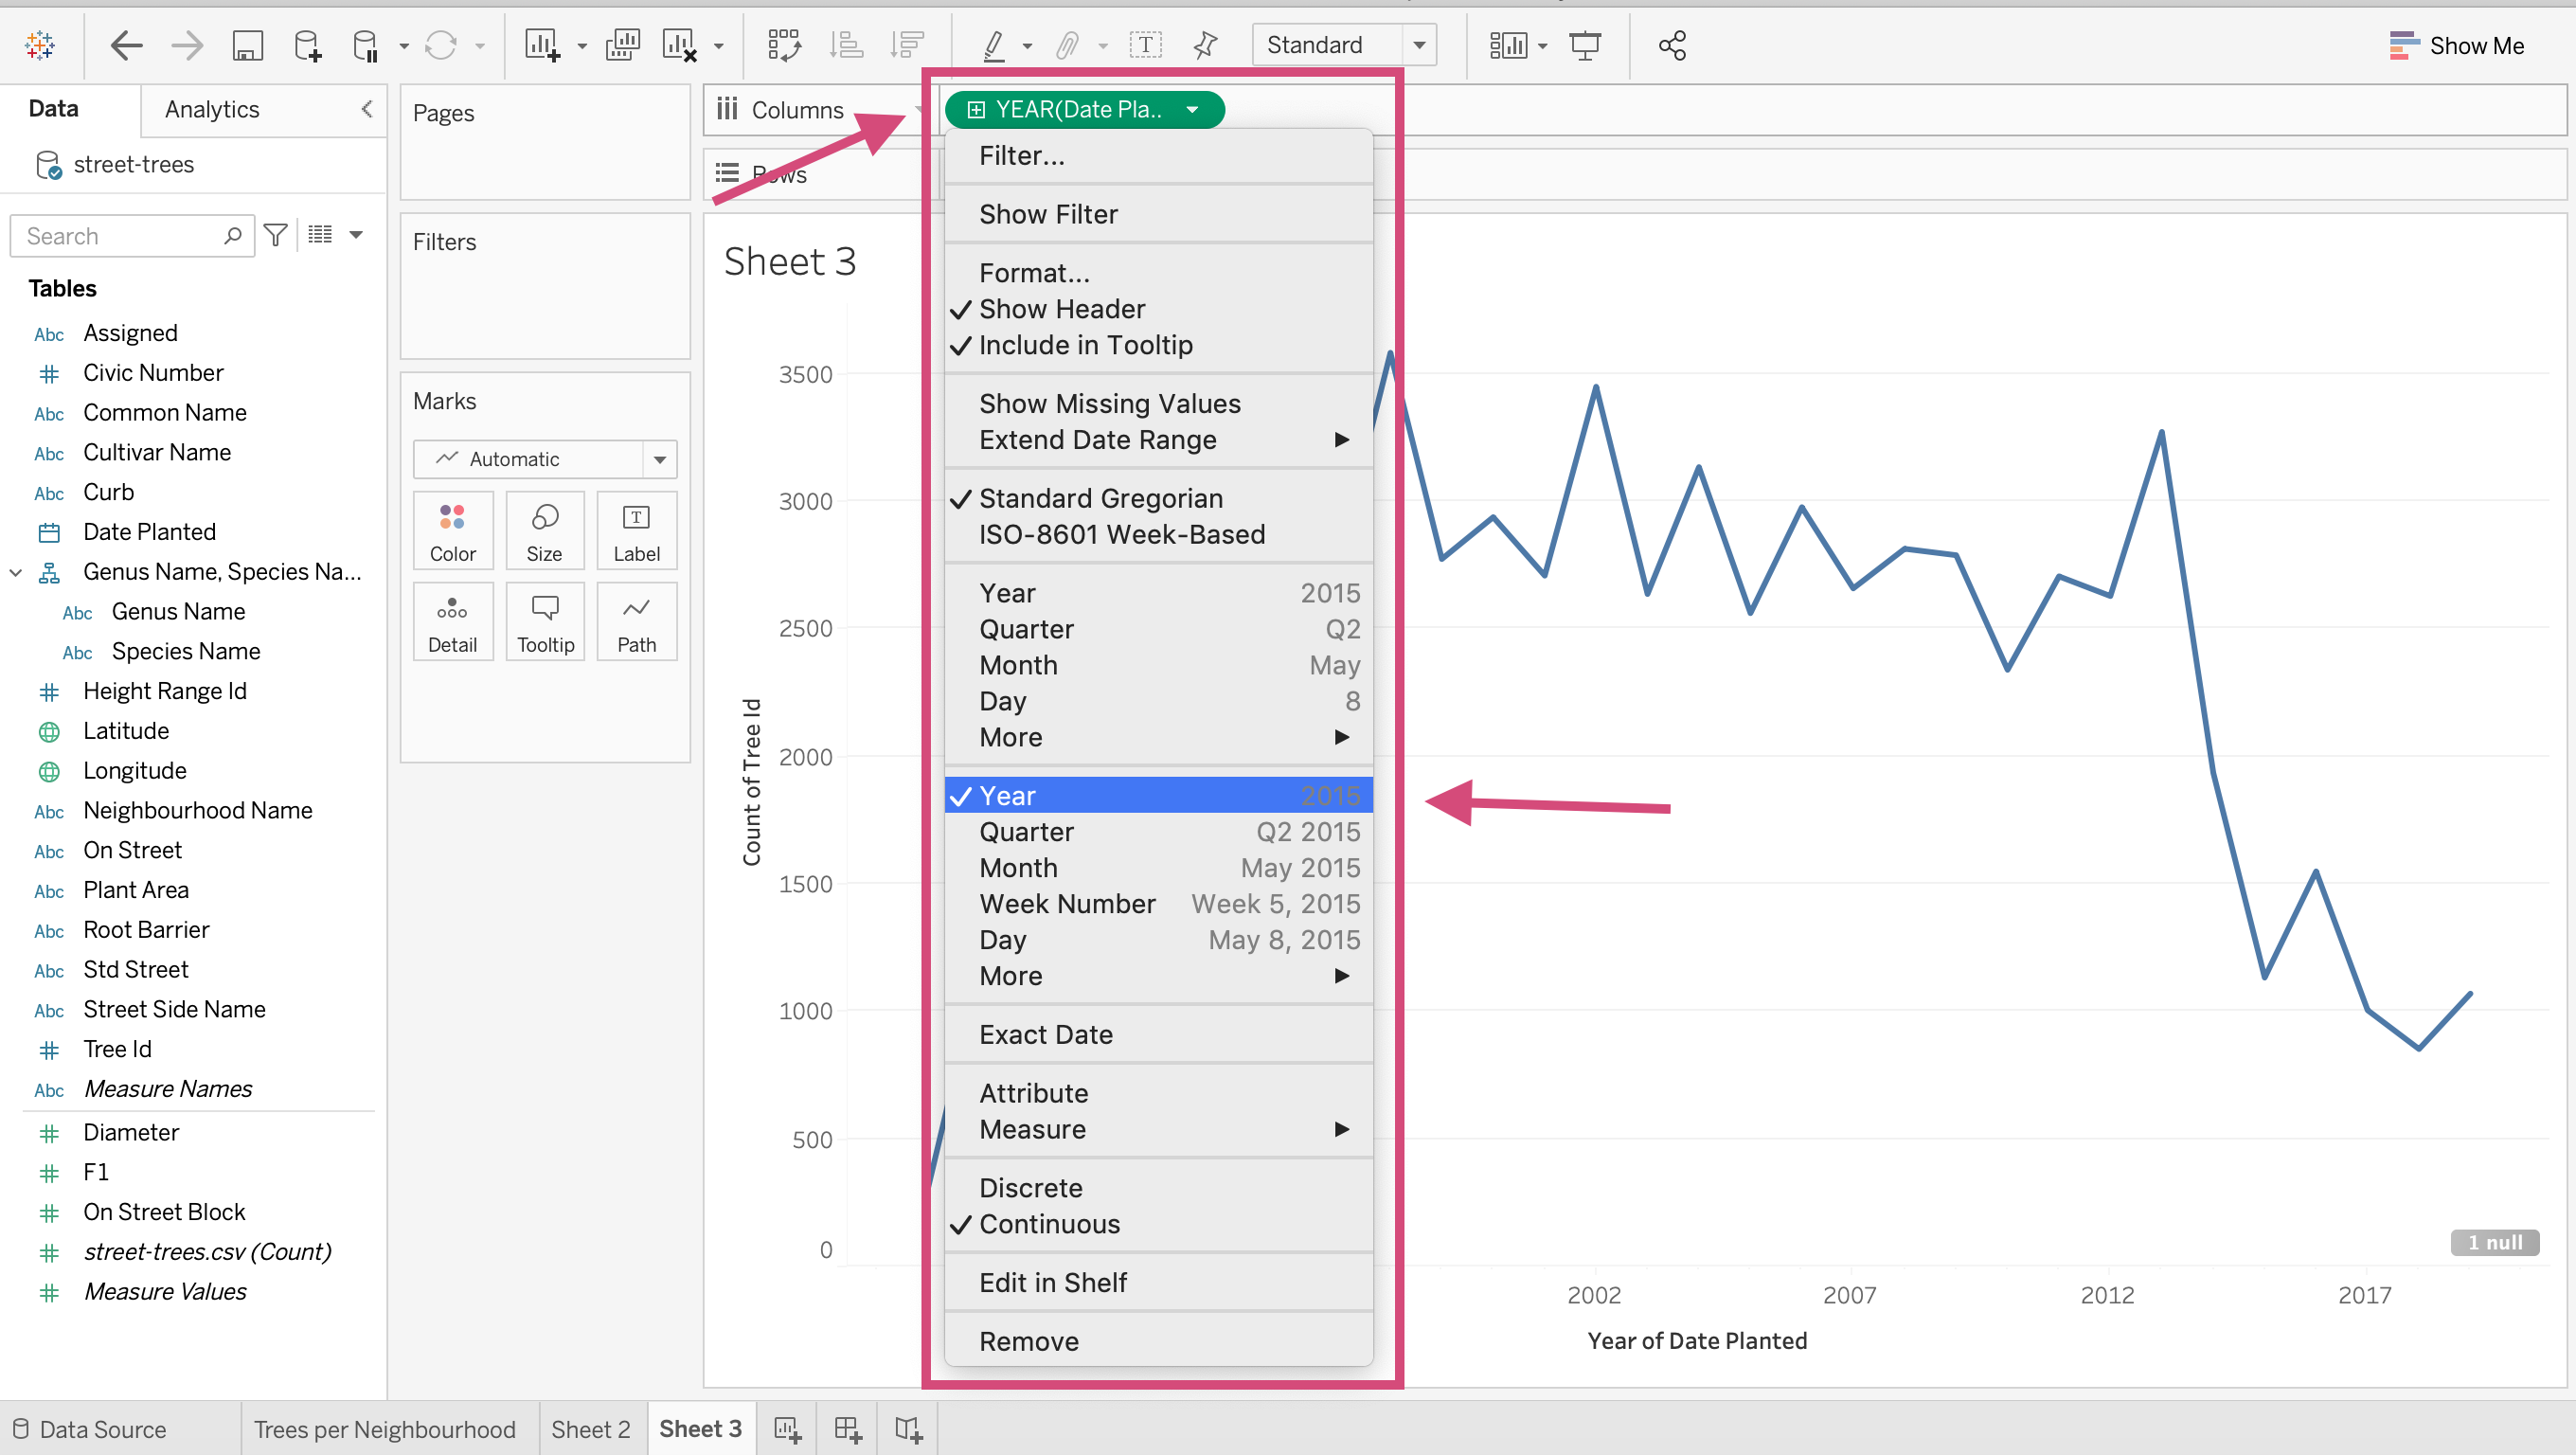 Standard
Show Me
Data
Analytics
street-trees
Search
Tables
Abc Assigned
Civic Number
Abc Common Name
Abc Cultivar Name
Abc Curb
Date Planted
Genus Name, Species Na...
Abc Genus Name
Abc Species Name
Height Range Id
Latitude
Longitude
Abc Neighbourhood Name
Abc On Street
Abc Plant Area
Abc Root Barrier
Abc Std Street
Abc Street Side Name
Tree Id
Abc Measure Names
Diameter
F1
On Street Block
street-trees.csv (Count)
Measure Values
Pages
Filters
Marks
Automatic
Color Size Label
Detail Tooltip Path
Columns
YEAR(Date Pla..
Rows
Sheet 3
Filter...
Show Filter
Format...
Show Header
Include in Tooltip
Show Missing Values
Extend Date Range
Standard Gregorian
ISO-8601 Week-Based
Year 2015
Quarter Q2
Month May
Day 8
More
Year 2015
Quarter Q2 2015
Month May 2015
Week Number Week 5, 2015
Day May 8, 2015
More
Exact Date
Attribute
Measure
Discrete
Continuous
Edit in Shelf
Remove
Count of Tree Id
3500
3000
2500
2000
1500
1000
500
0
1 null
2002 2007 2012 2017
Year of Date Planted
Data Source
Trees per Neighbourhood
Sheet 2
Sheet 3